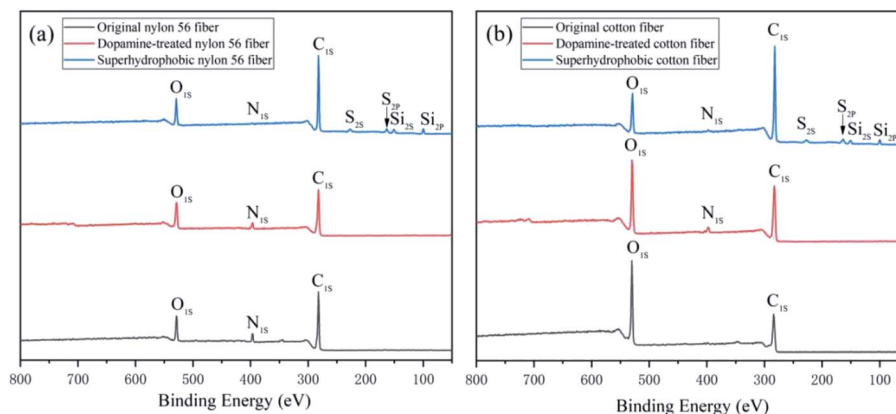 (a)
Original nylon 56 fiber
Dopamine-treated nylon 56 fiber
Superhydrophobic nylon 56 fiber
C1S
O1S
N1S
S2S
S2P
Si2S
Si2P
O1S
N1S
C1S
O1S
N1S
C1S
800 700 600 500 400 300 200 100
Binding Energy (eV)
(b)
Original cotton fiber
Dopamine-treated cotton fiber
Superhydrophobic cotton fiber
C1S
O1S
N1S
S2S
S2P
Si2S
Si2P
O1S
N1S
C1S
O1S
C1S
800 700 600 500 400 300 200 100
Binding Energy (eV)